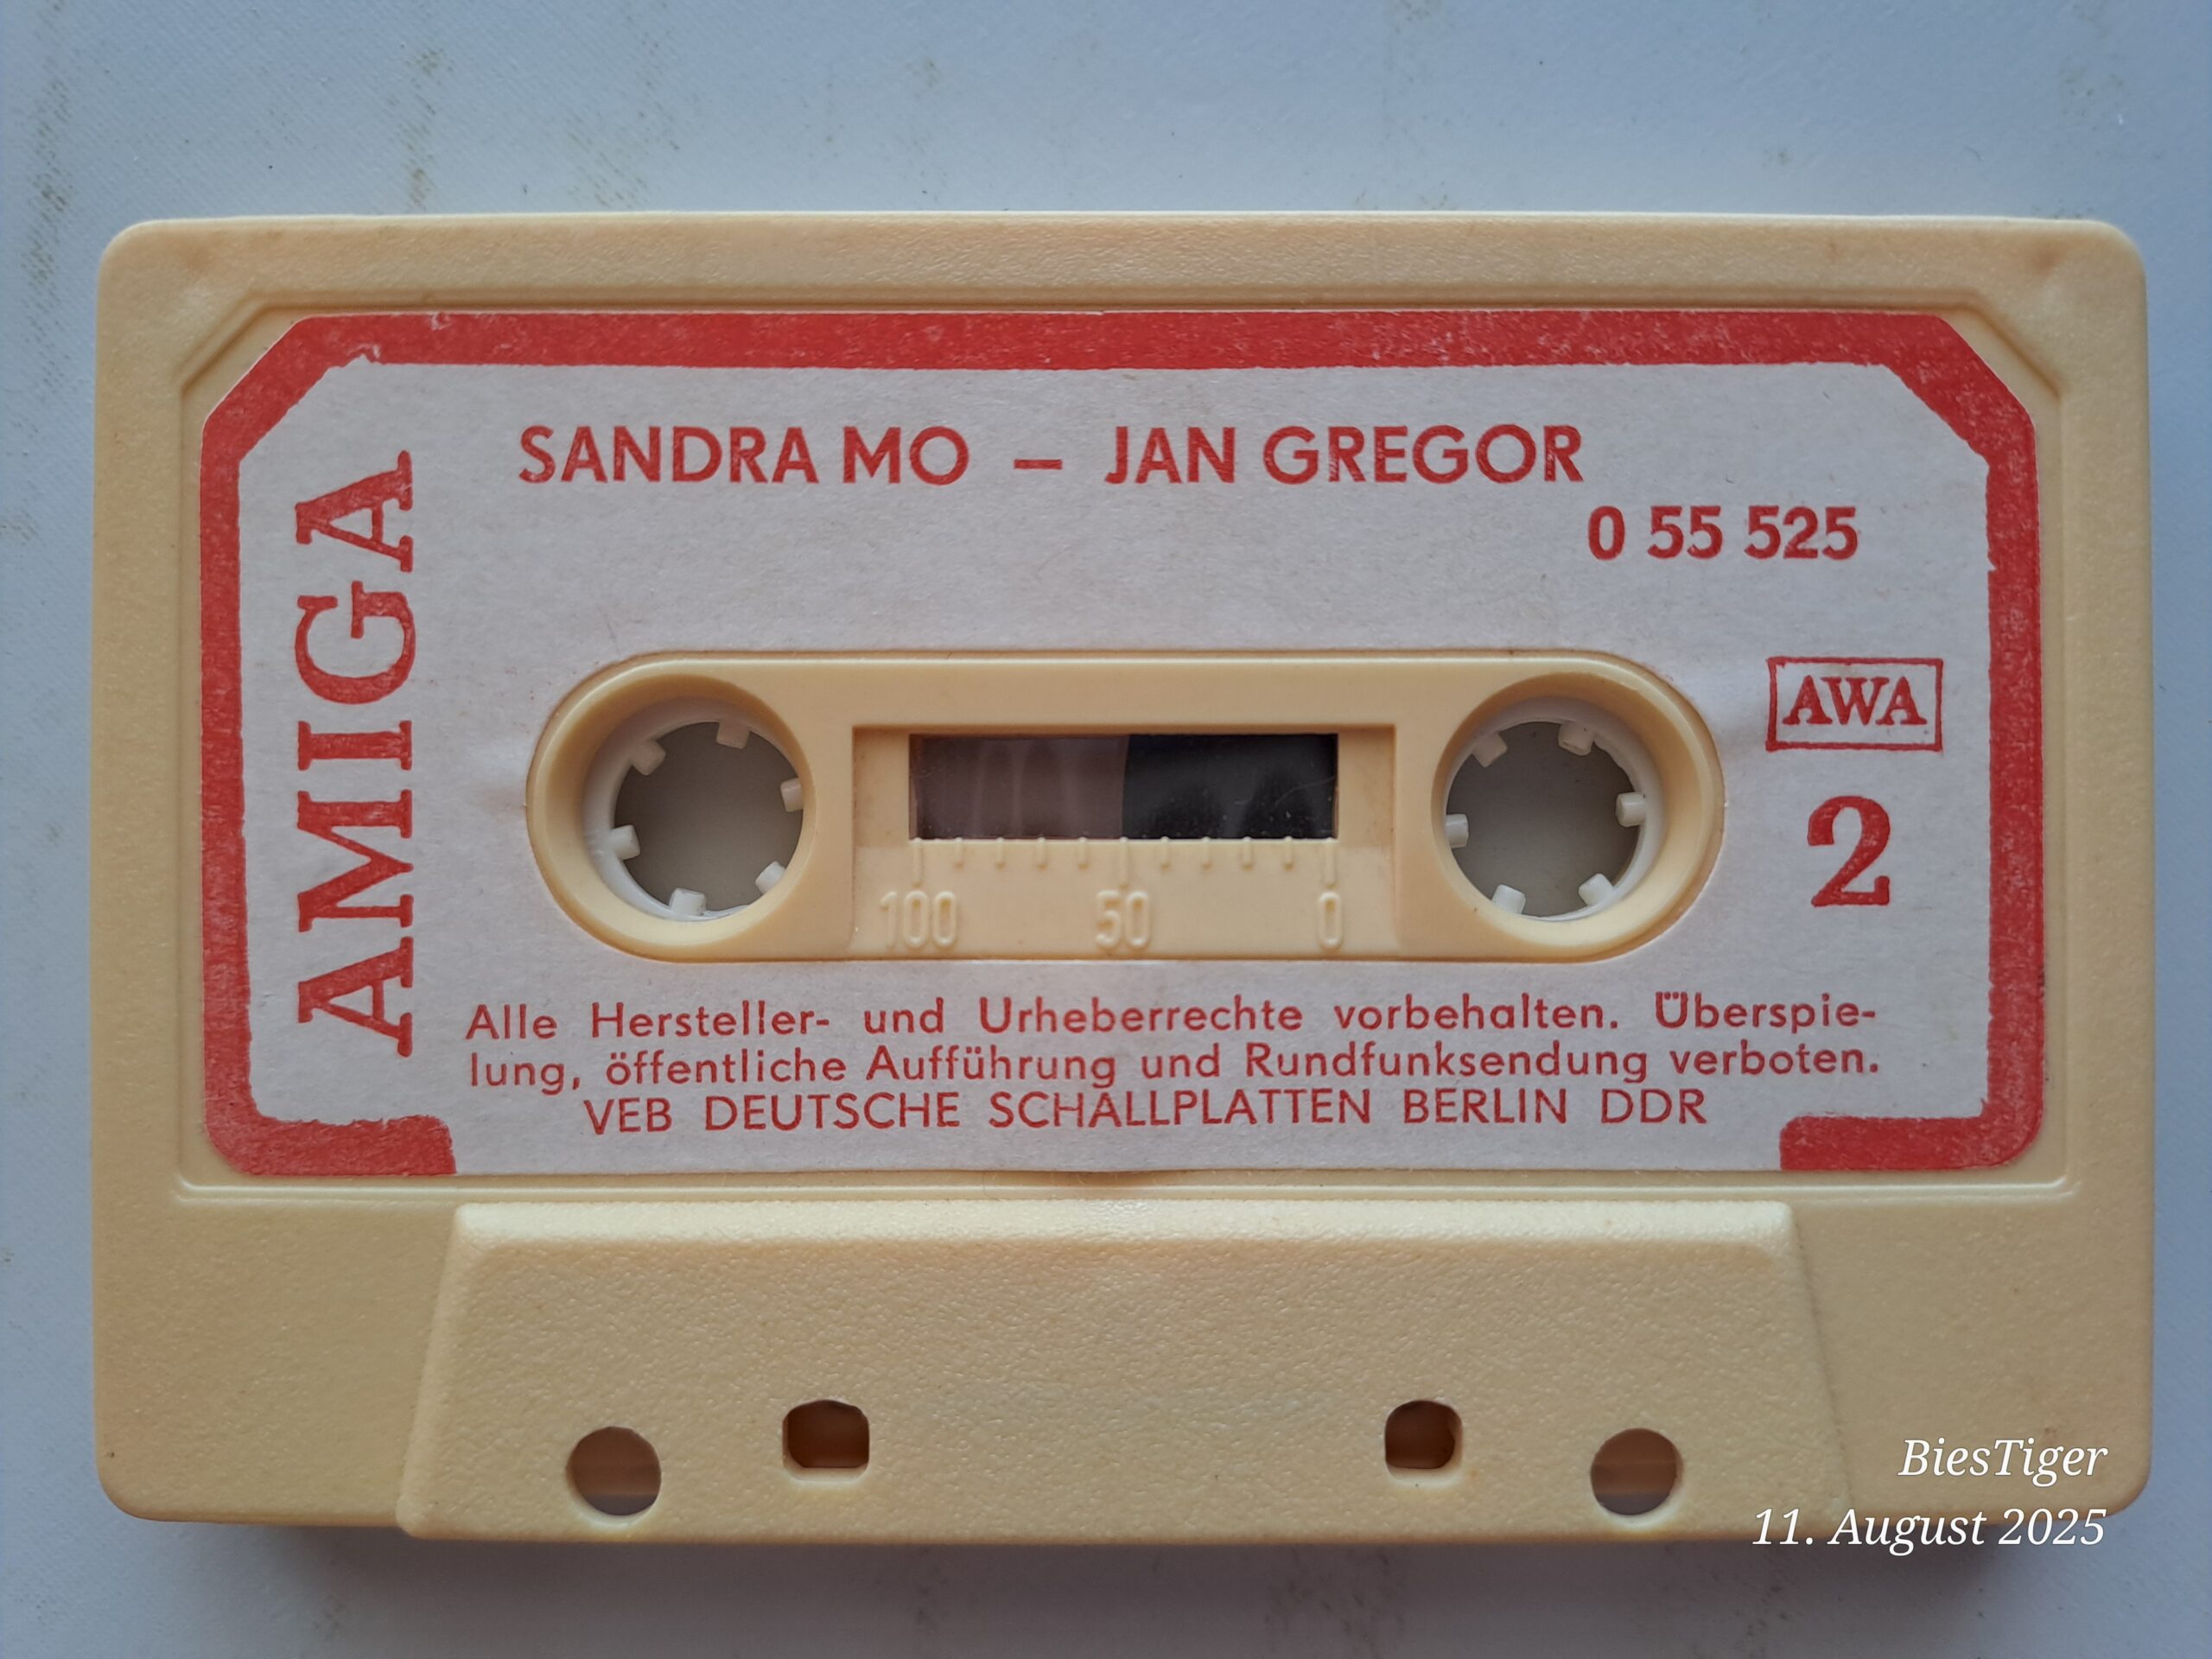 SANDRA MO – JAN GREGOR
0 55 525
AMIGA
AWA
2
100 50 0
Alle Hersteller- und Urheberrechte vorbehalten. Überspie-
lung, öffentliche Aufführung und Rundfunksendung verboten.
VEB DEUTSCHE SCHALLPLATTEN BERLIN DDR
BiesTiger
11. August 2025